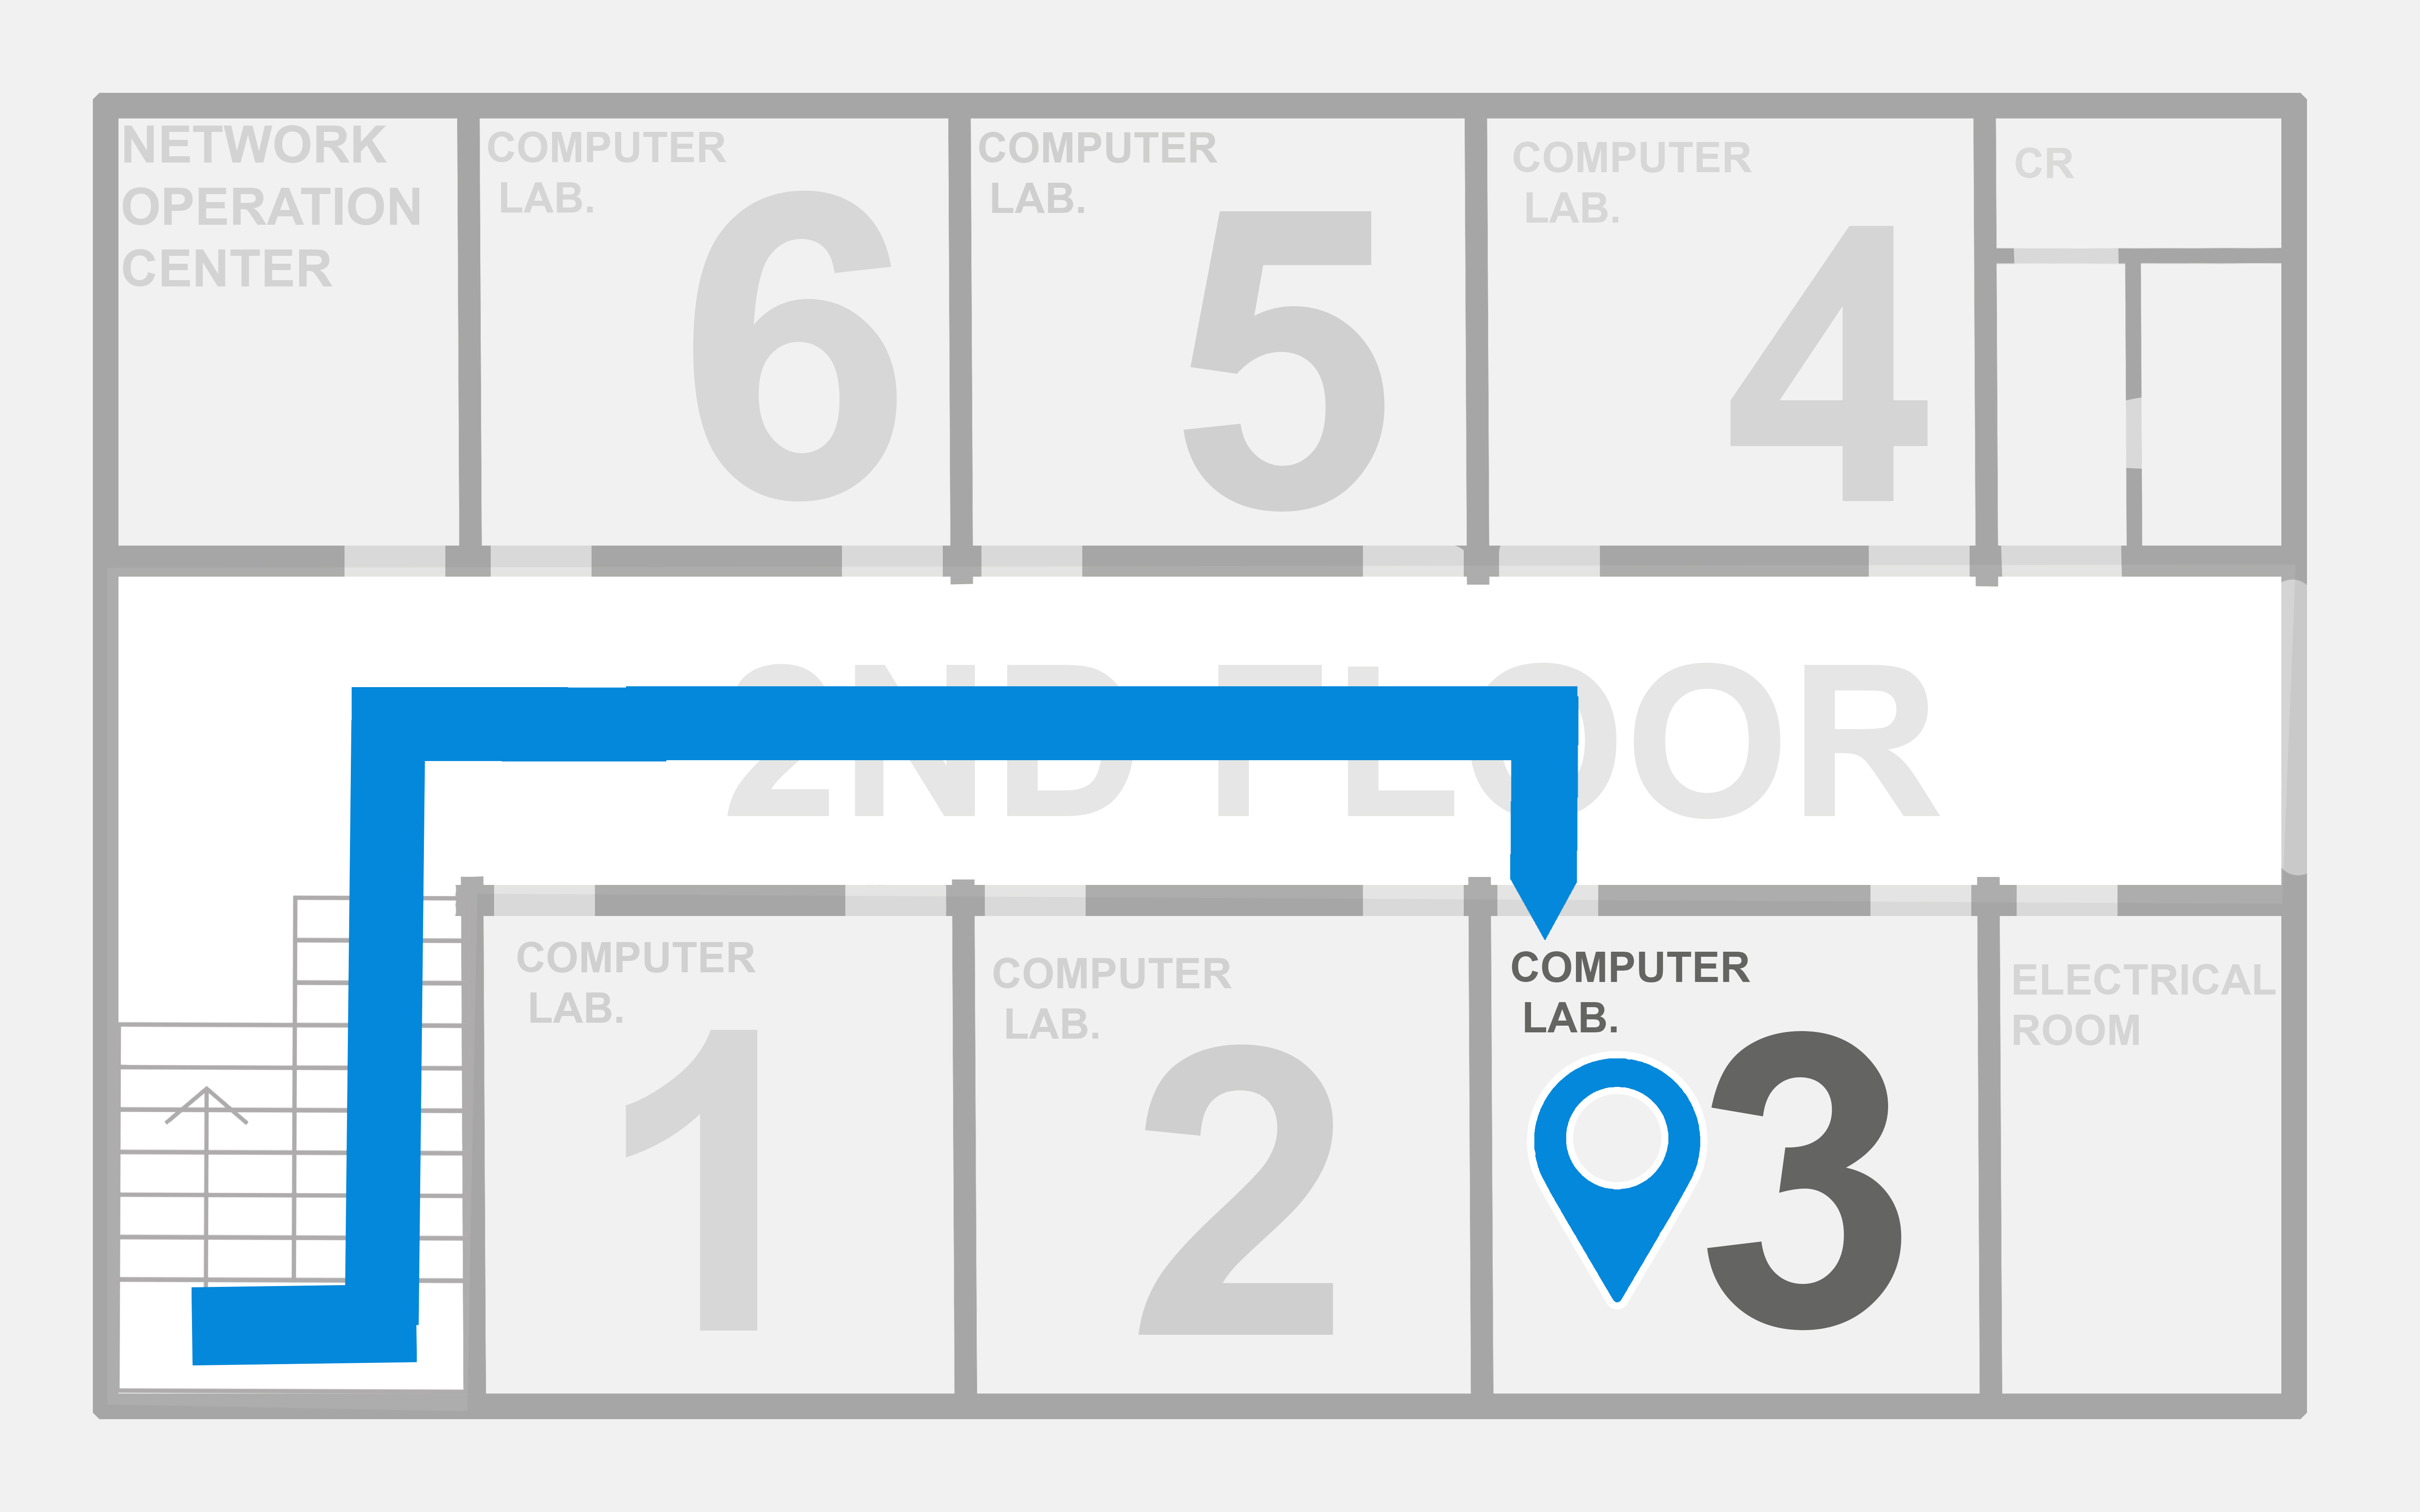 NETWORK
OPERATION
CENTER
COMPUTER
LAB.
6
COMPUTER
LAB.
5
COMPUTER
LAB.
4
CR
2ND FLOOR
COMPUTER
LAB.
1
COMPUTER
LAB.
2
COMPUTER
LAB.
3
ELECTRICAL
ROOM